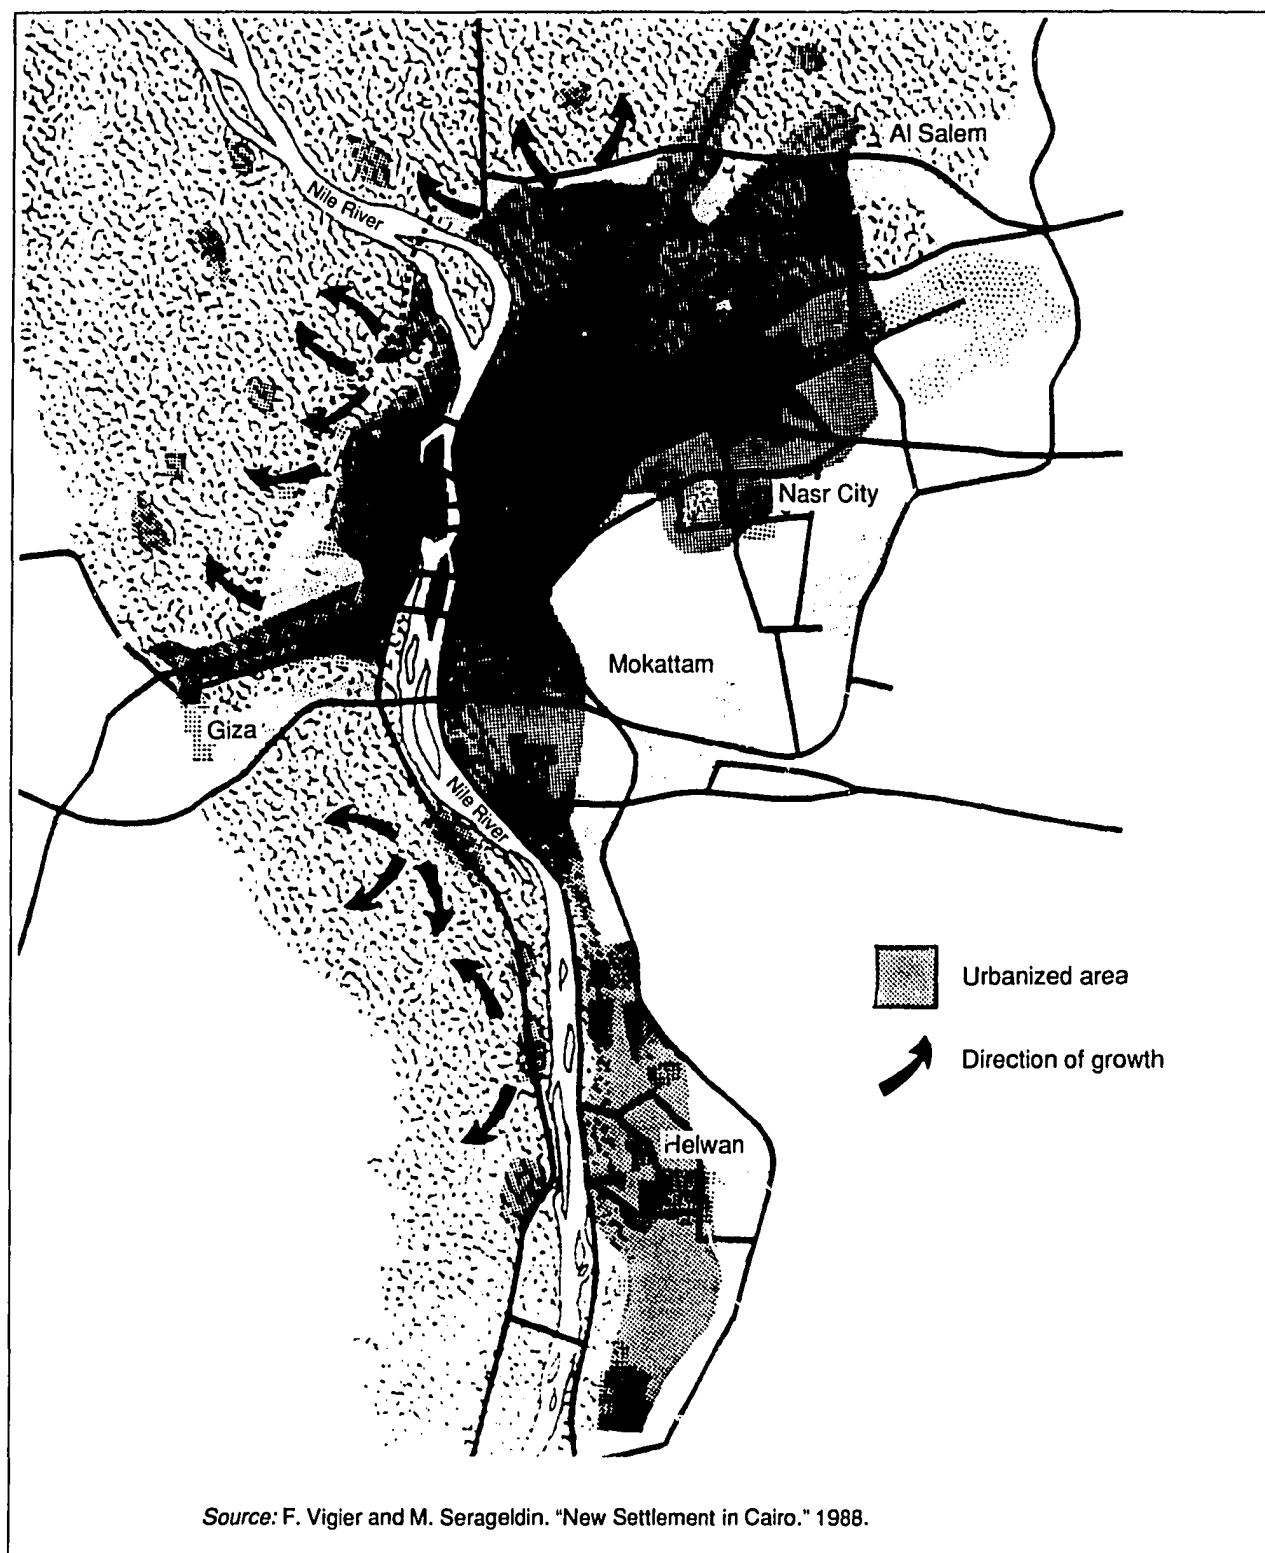 Al Salem
Nile River
Nasr City
Mokattam
Giza
Nile River
Urbanized area
Direction of growth
Helwan
Source: F. Vigier and M. Serageldin. "New Settlement in Cairo." 1988.